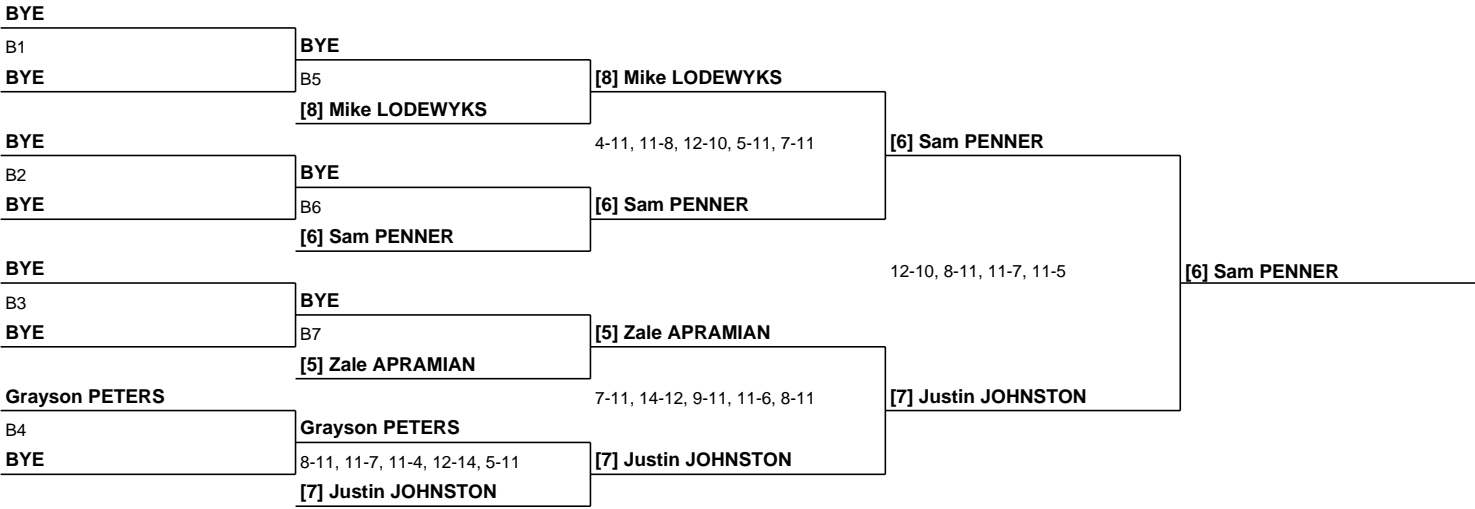 BYE
B1
BYE
BYE
B5
[8] Mike LODEWYKS
[8] Mike LODEWYKS
BYE
B2
BYE
BYE
B6
[6] Sam PENNER
[6] Sam PENNER
4-11, 11-8, 12-10, 5-11, 7-11
[6] Sam PENNER
BYE
B3
BYE
BYE
B7
[5] Zale APRAMIAN
[5] Zale APRAMIAN
Grayson PETERS
B4
BYE
Grayson PETERS
8-11, 11-7, 11-4, 12-14, 5-11
[7] Justin JOHNSTON
[7] Justin JOHNSTON
7-11, 14-12, 9-11, 11-6, 8-11
[7] Justin JOHNSTON
12-10, 8-11, 11-7, 11-5
[6] Sam PENNER